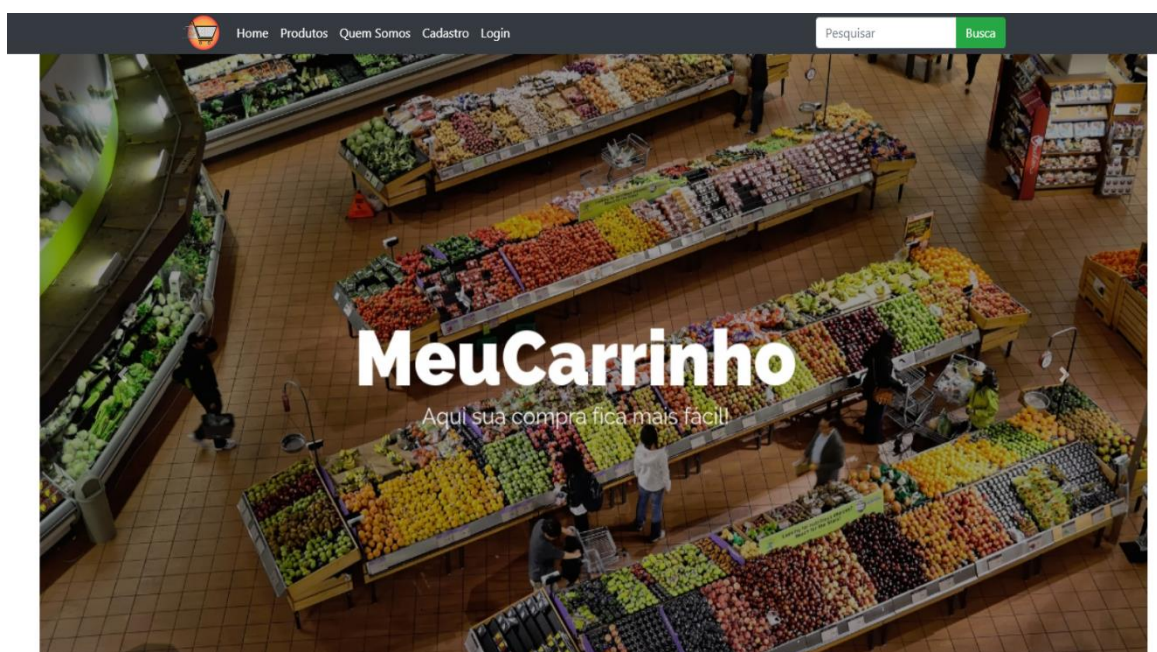 Home Produtos Quem Somos Cadastro Login Pesquisar Busca
MeuCarrinho
Aqui sua compra fica mais fácil!